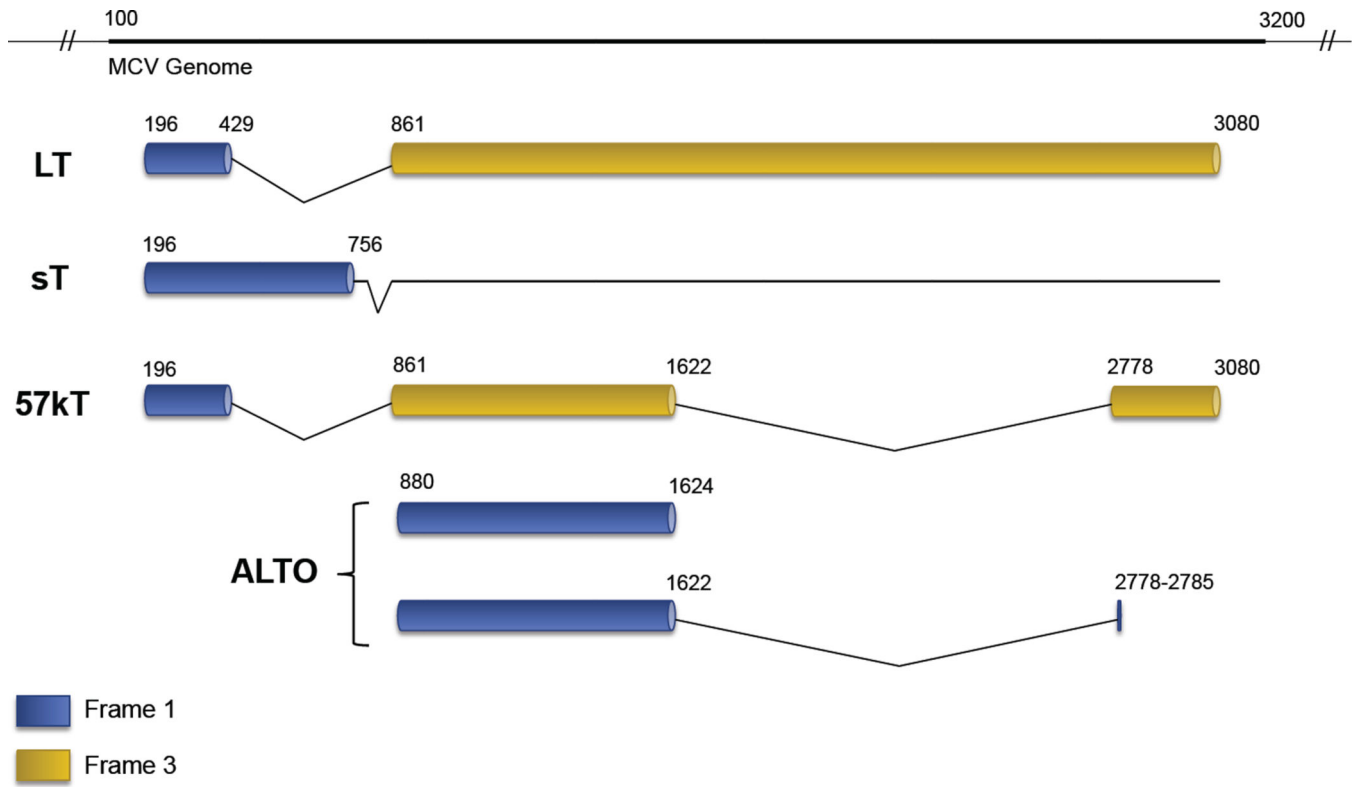 100 3200
// //
MCV Genome
196 429 861 3080
LT
196 756
sT
196 861 1622 2778 3080
57kT
880 1624
ALTO
1622 2778-2785
Frame 1
Frame 3